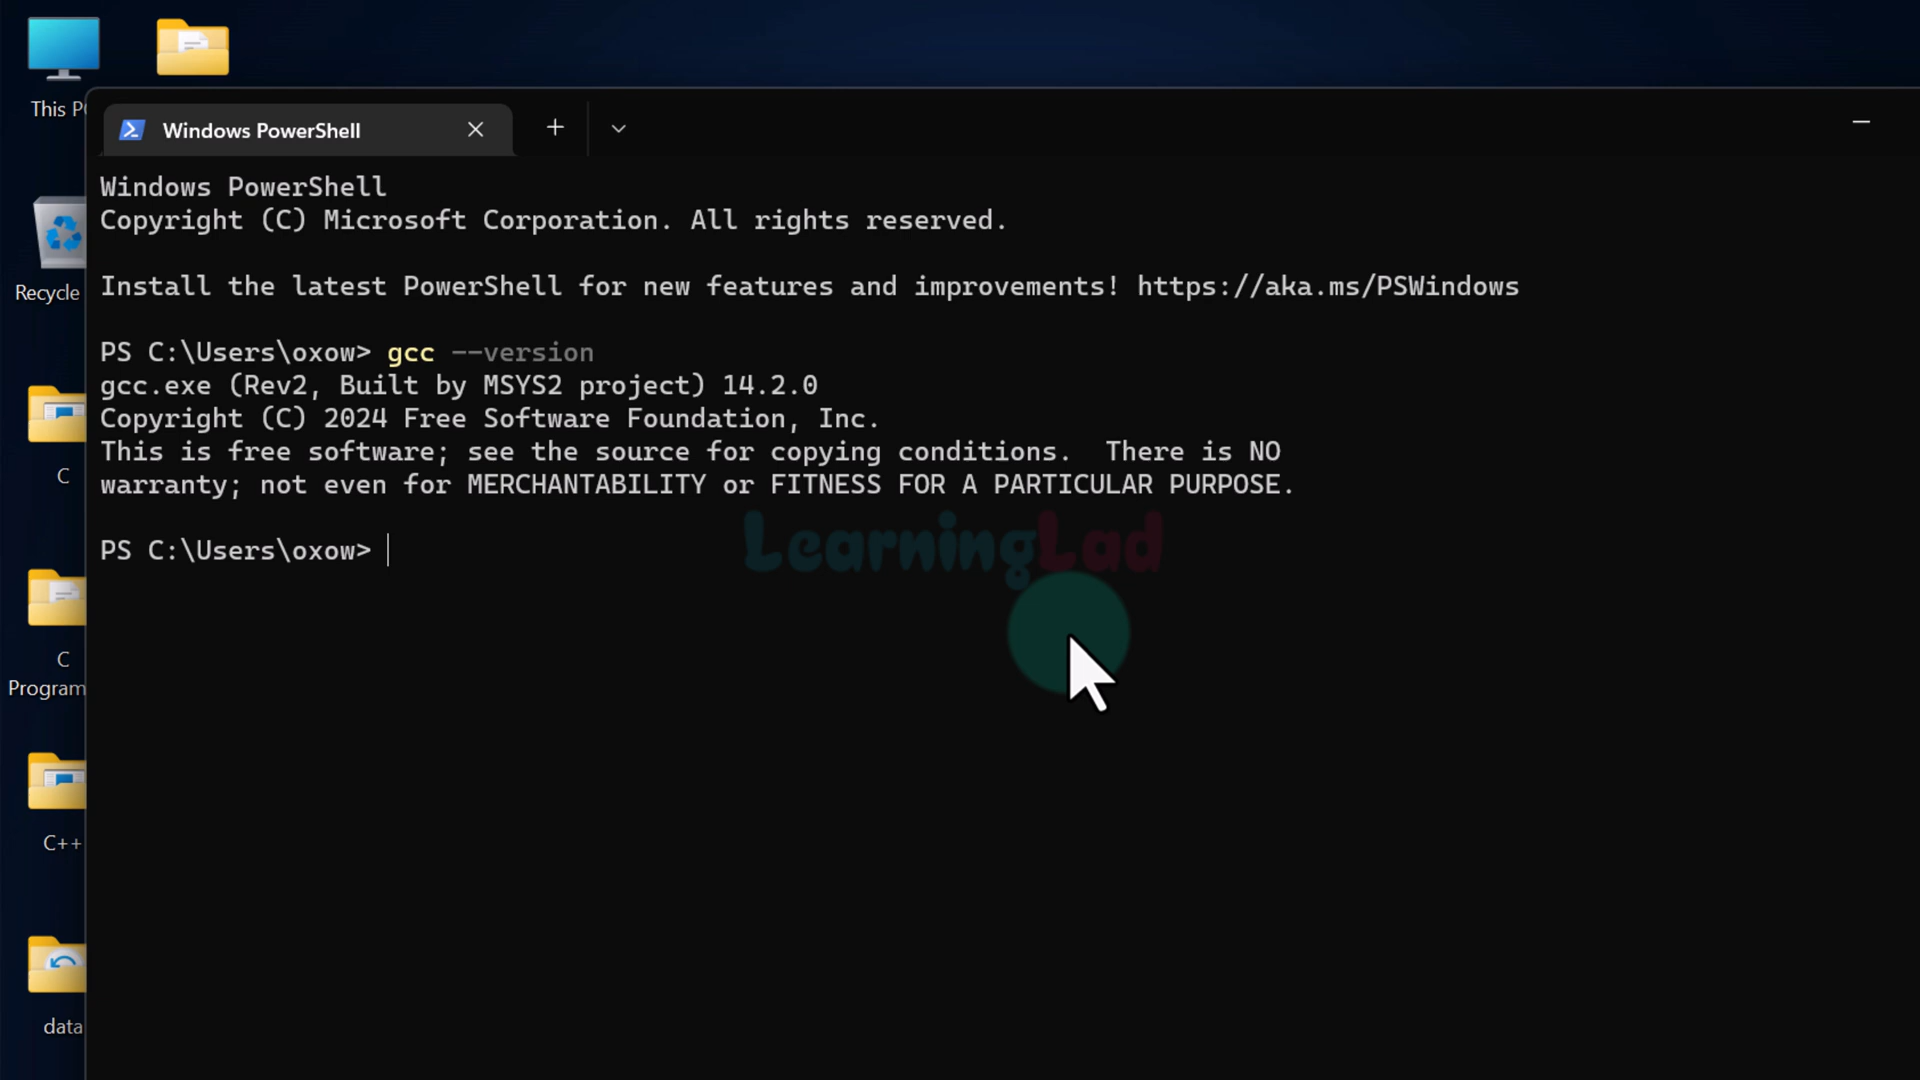 This P
Windows PowerShell
Windows PowerShell
Copyright (C) Microsoft Corporation. All rights reserved.
Install the latest PowerShell for new features and improvements! https://aka.ms/PSWindows
PS C:\Users\oxow> gcc --version
gcc.exe (Rev2, Built by MSYS2 project) 14.2.0
Copyright (C) 2024 Free Software Foundation, Inc.
This is free software; see the source for copying conditions.  There is NO
warranty; not even for MERCHANTABILITY or FITNESS FOR A PARTICULAR PURPOSE.
PS C:\Users\oxow>
LearningLad
Recycle
C
C
Program
C++
data